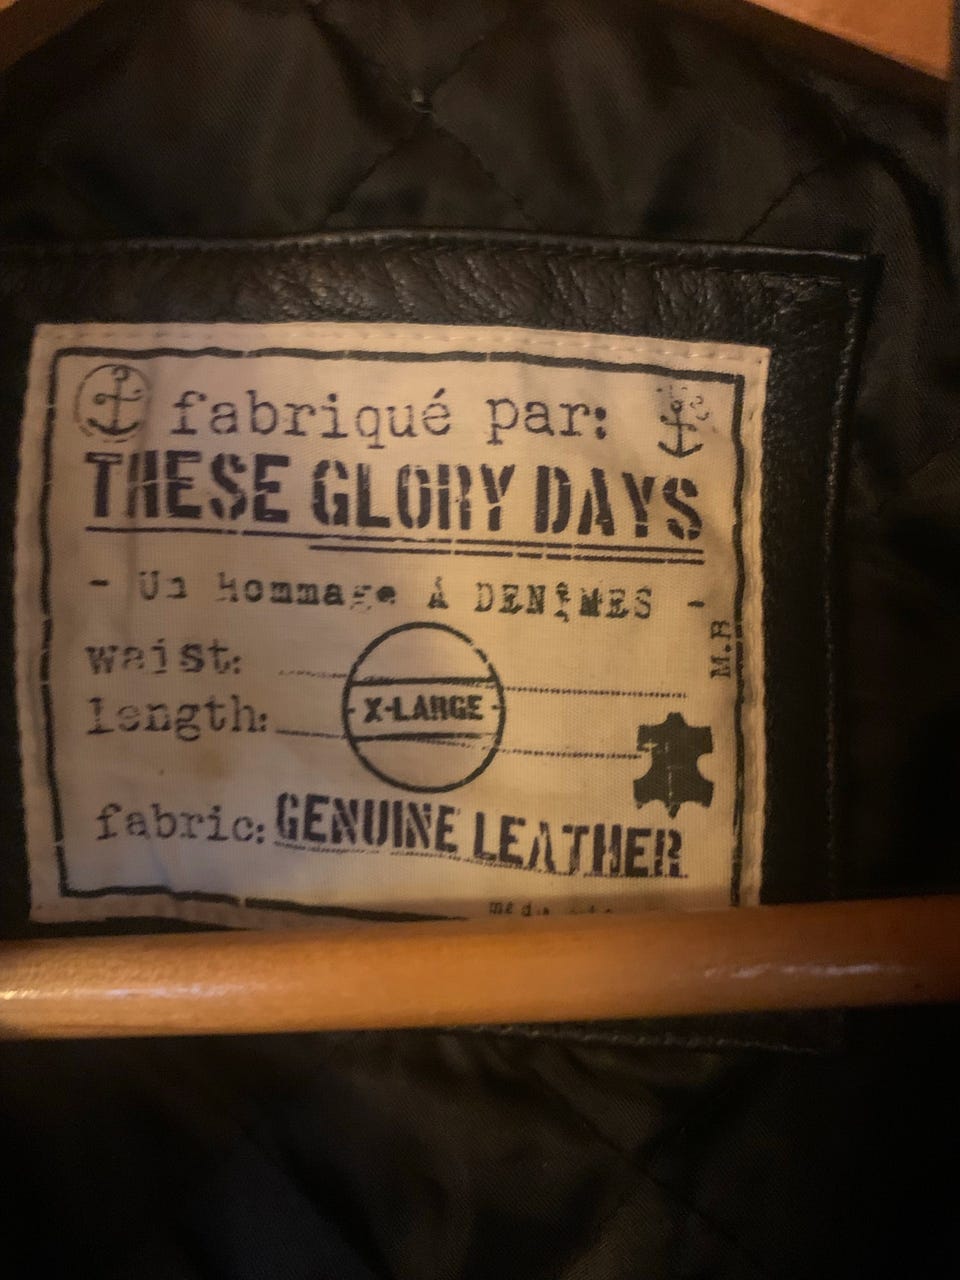 fabriqué par:
THESE GLORY DAYS
- Un Hommage À DENIMES -
M.B
waist:
X-LARGE
length:
fabric: GENUINE LEATHER